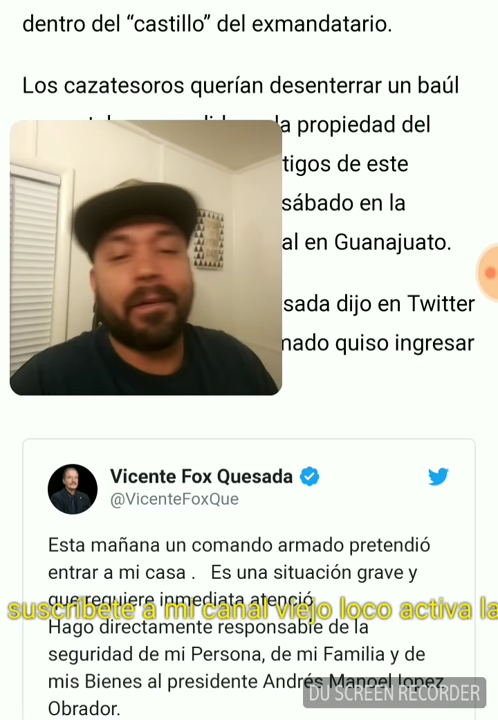 dentro del “castillo” del exmandatario.
Los cazatesoros querían desenterrar un baúl
la propiedad del
tigos de este
sábado en la
al en Guanajuato.
sada dijo en Twitter
mado quiso ingresar
Vicente Fox Quesada
@VicenteFoxQue
Esta mañana un comando armado pretendió
entrar a mi casa . Es una situación grave y
que requiere inmediata atenció
suscríbete a mi canal viejo loco activa la
Hago directamente responsable de la
seguridad de mi Persona, de mi Familia y de
mis Bienes al presidente Andrés Manoel lopez
DU SCREEN RECORDER
Obrador.